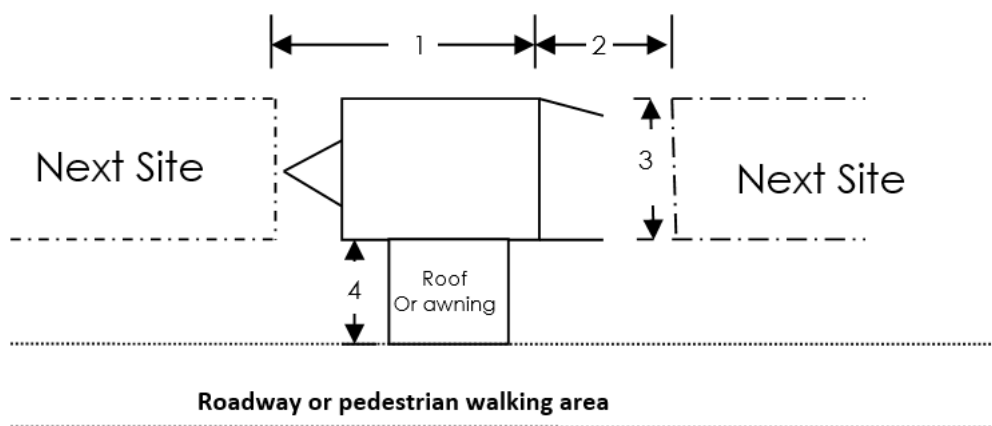 1
2
Next Site
3
Next Site
4
Roof
Or awning
Roadway or pedestrian walking area